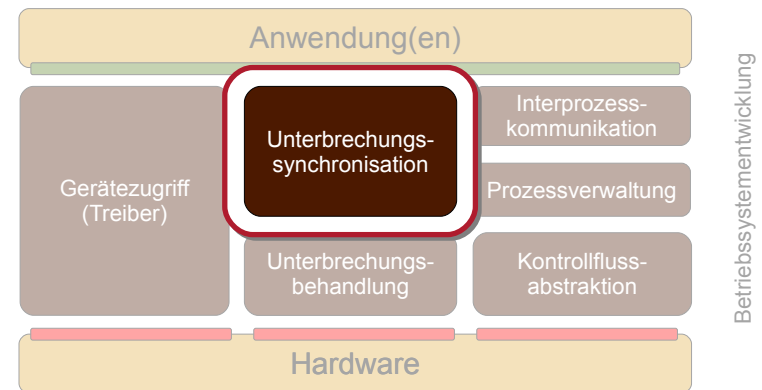 Anwendung(en)
Gerätezugriff
(Treiber)
Unterbrechungs-
synchronisation
Unterbrechungs-
behandlung
Interprozess-
kommunikation
Prozessverwaltung
Kontrollfluss-
abstraktion
Hardware
Betriebssystementwicklung